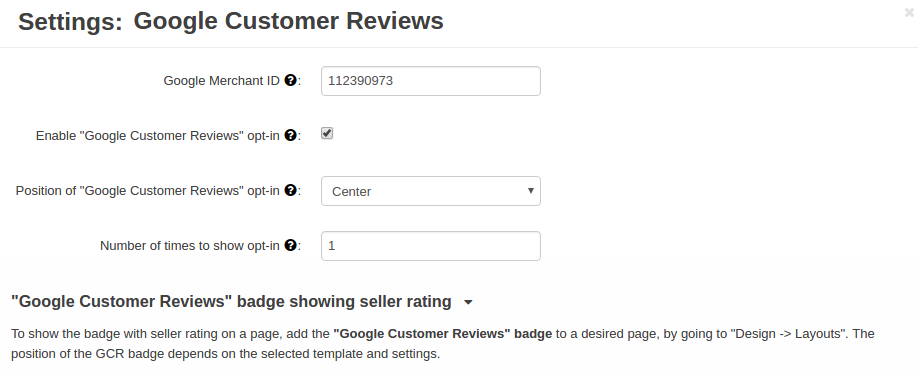 Settings: Google Customer Reviews
Google Merchant ID ?:
112390973
Enable "Google Customer Reviews" opt-in ?:
Position of "Google Customer Reviews" opt-in ?:
Center
Number of times to show opt-in ?:
1
"Google Customer Reviews" badge showing seller rating
To show the badge with seller rating on a page, add the "Google Customer Reviews" badge to a desired page, by going to "Design -> Layouts". The
position of the GCR badge depends on the selected template and settings.